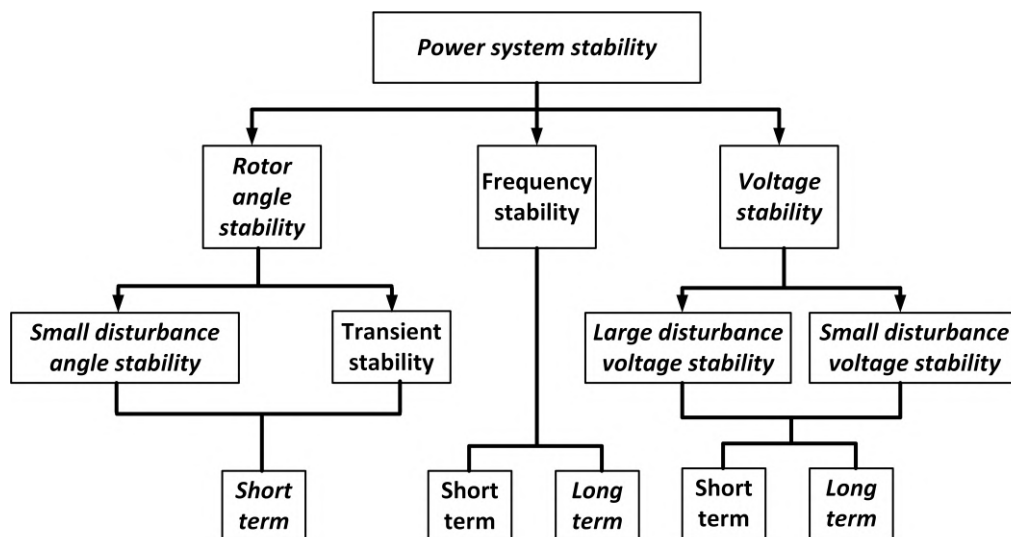 Power system stability
Rotor
angle
stability
Frequency
stability
Voltage
stability
Small disturbance
angle stability
Transient
stability
Large disturbance
voltage stability
Small disturbance
voltage stability
Short
term
Short
term
Long
term
Short
term
Long
term